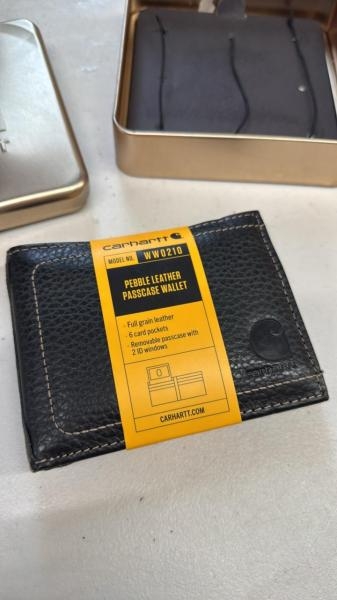 carhartt
MODEL NO. WW0210
PEBBLE LEATHER
PASSCASE WALLET
· Full grain leather
· 6 card pockets
· Removable passcase with
2 ID windows
CARHARTT.COM
carhartt